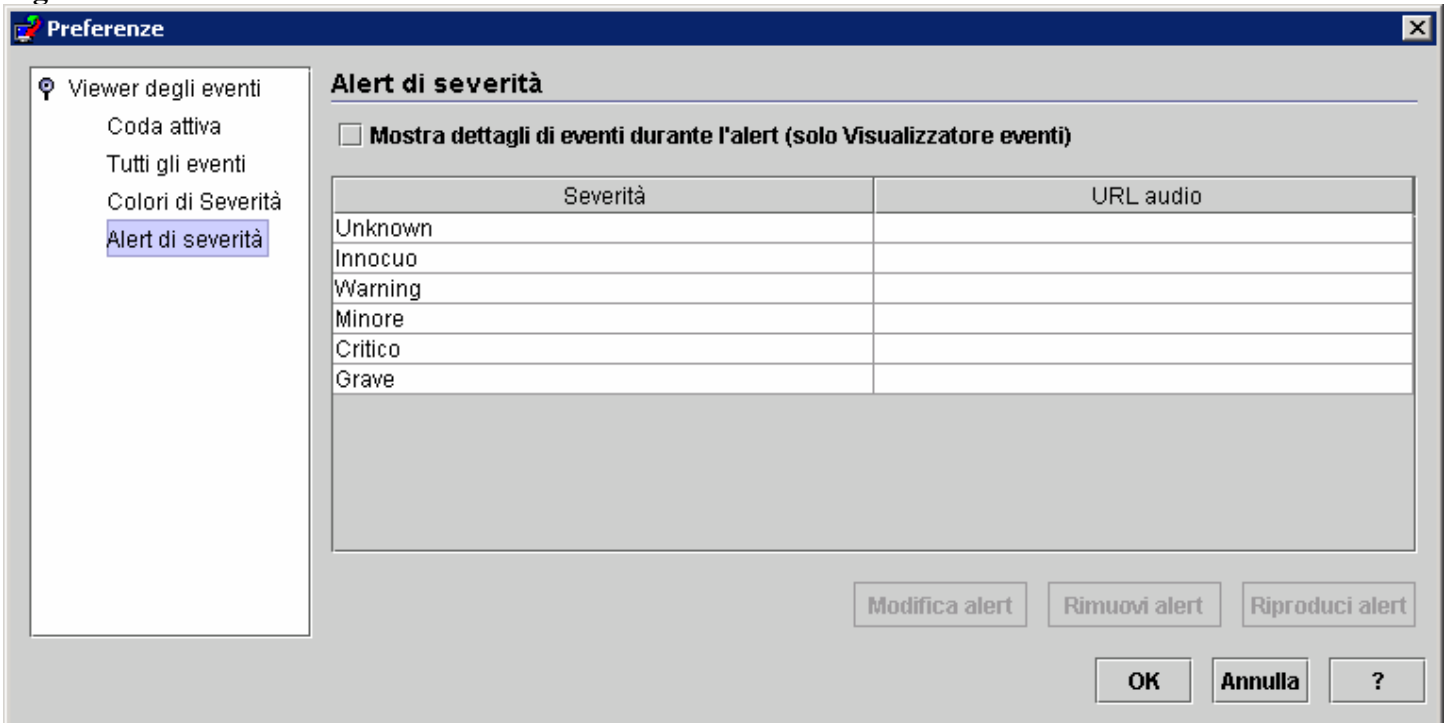 Preferenze
Viewer degli eventi
Coda attiva
Tutti gli eventi
Colori di Severità
Alert di severità
Alert di severità
Mostra dettagli di eventi durante l'alert (solo Visualizzatore eventi)
Severità URL audio
Unknown
Innocuo
Warning
Minore
Critico
Grave
Modifica alert Rimuovi alert Riproduci alert
OK Annulla ?